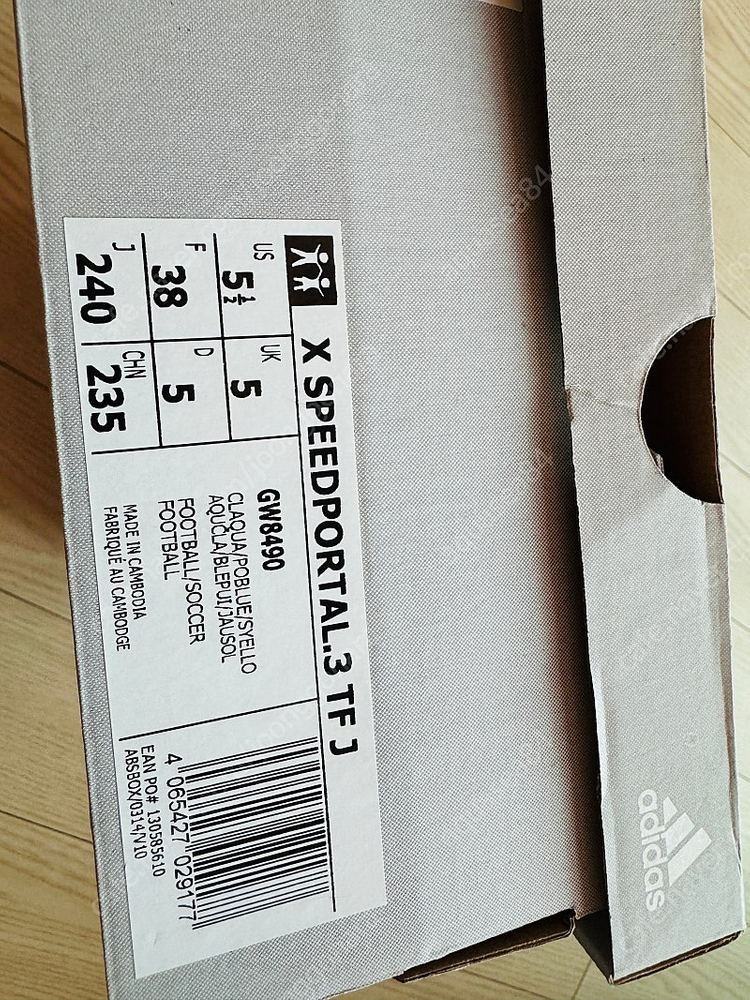 X SPEEDPORTAL.3 TF J
US
5½
UK
5
F
38
D
5
J
240
CHN
235
GW8490
CLAQUA/POBLUE/SYELLO
AQUCLA/BLEPUI/JAUSOL
FOOTBALL/SOCCER
FOOTBALL
MADE IN CAMBODIA
FABRIQUÉ AU CAMBODGE
4 065427 029177
EAN PO# 130585610
ABSBOX/0314/V10
adidas